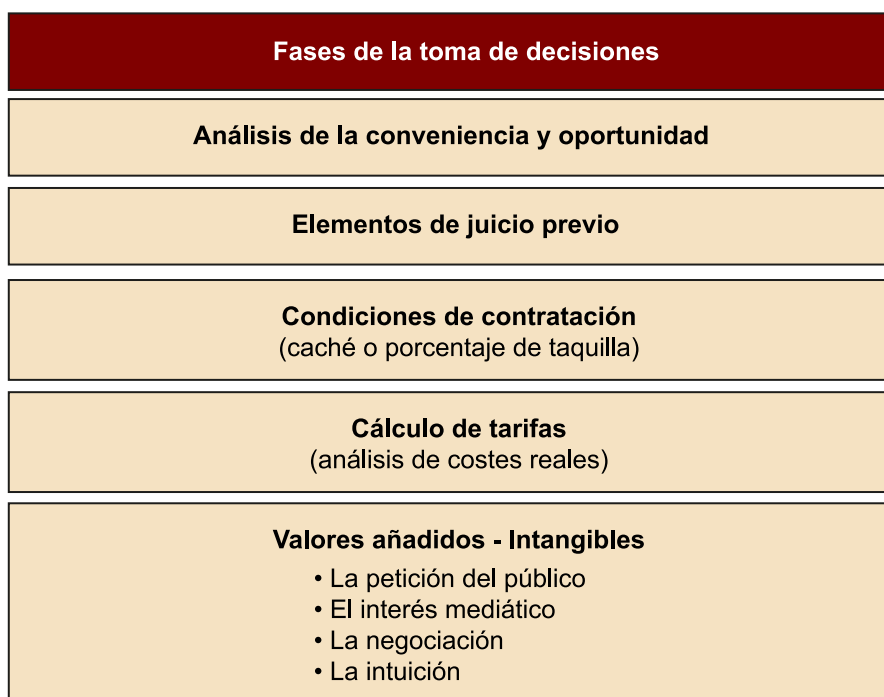 Fases de la toma de decisiones
Análisis de la conveniencia y oportunidad
Elementos de juicio previo
Condiciones de contratación
(caché o porcentaje de taquilla)
Cálculo de tarifas
(análisis de costes reales)
Valores añadidos - Intangibles
• La petición del público
• El interés mediático
• La negociación
• La intuición